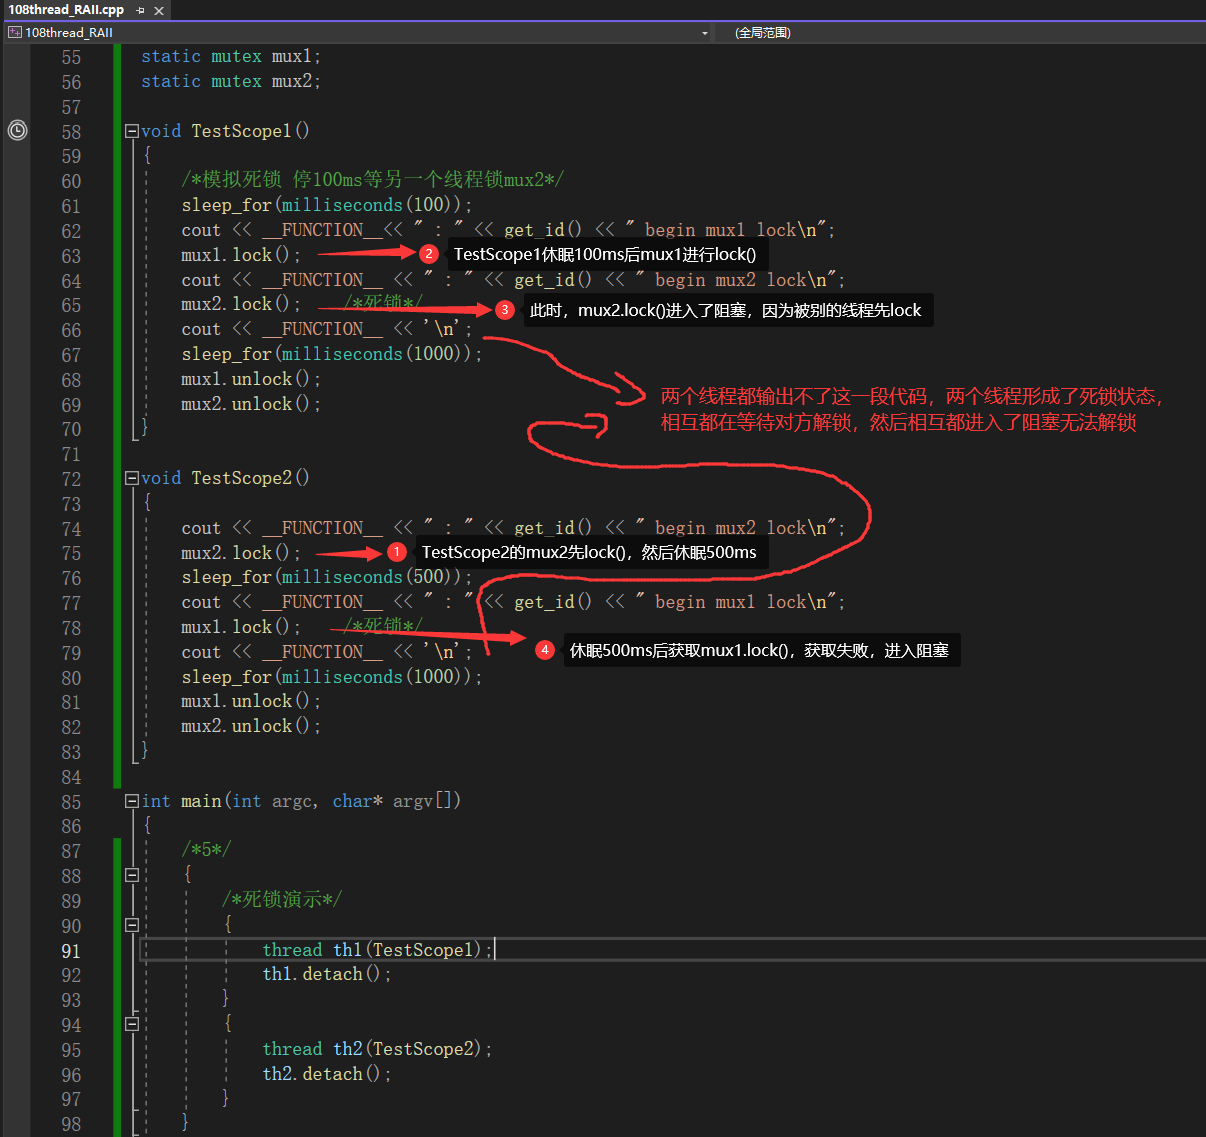 108thread_RAII.cpp
108thread_RAII (全局范围)
55 static mutex mux1;
56 static mutex mux2;
57
58 void TestScope1()
59 {
60 /*模拟死锁 停100ms等另一个线程锁mux2*/
61 sleep_for(milliseconds(100));
62 cout << __FUNCTION__<< " : " << get_id() << " begin mux1 lock\n";
63 mux1.lock(); 2 TestScope1休眠100ms后mux1进行lock()
64 cout << __FUNCTION__ << " : " << get_id() << " begin mux2 lock\n";
65 mux2.lock(); /*死锁*/ 3 此时，mux2.lock()进入了阻塞，因为被别的线程先lock
66 cout << __FUNCTION__ << '\n';
67 sleep_for(milliseconds(1000));
68 mux1.unlock();
69 mux2.unlock();
两个线程都输出不了这一段代码，两个线程形成了死锁状态，
相互都在等待对方解锁，然后相互都进入了阻塞无法解锁
70 }
71
72 void TestScope2()
73 {
74 cout << __FUNCTION__ << " : " << get_id() << " begin mux2 lock\n";
75 mux2.lock(); 1 TestScope2的mux2先lock()，然后休眠500ms
76 sleep_for(milliseconds(500));
77 cout << __FUNCTION__ << " : " << get_id() << " begin mux1 lock\n";
78 mux1.lock(); /*死锁*/
79 cout << __FUNCTION__ << '\n'; 4 休眠500ms后获取mux1.lock()，获取失败，进入阻塞
80 sleep_for(milliseconds(1000));
81 mux1.unlock();
82 mux2.unlock();
83 }
84
85 int main(int argc, char* argv[])
86 {
87 /*5*/
88 {
89 /*死锁演示*/
90 {
91 thread th1(TestScope1);
92 th1.detach();
93 }
94 {
95 thread th2(TestScope2);
96 th2.detach();
97 }
98 }